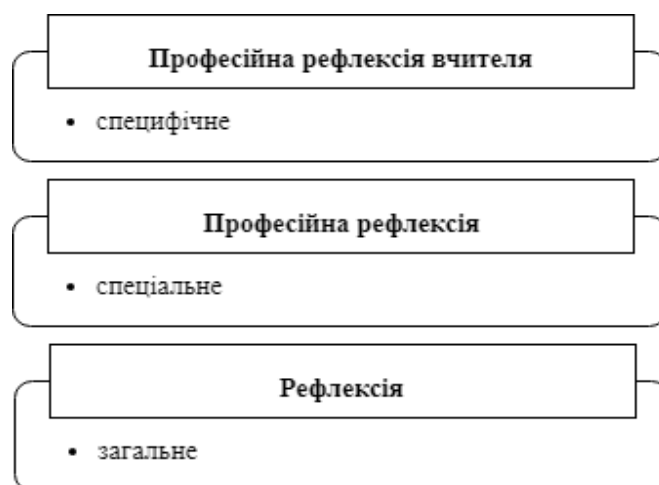 Професійна рефлексія вчителя
• специфічне
Професійна рефлексія
• спеціальне
Рефлексія
• загальне